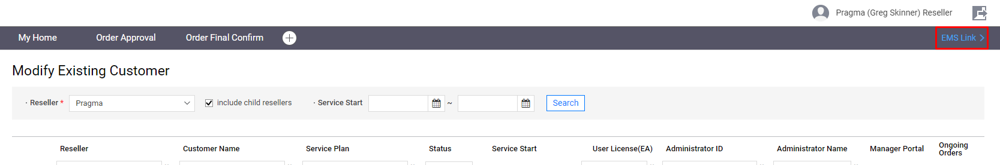 Pragma (Greg Skinner) Reseller
My Home Order Approval Order Final Confirm EMS Link
Modify Existing Customer
· Reseller * Pragma include child resellers · Service Start ~ Search
Reseller Customer Name Service Plan Status Service Start User License(EA) Administrator ID Administrator Name Manager Portal Ongoing
Orders